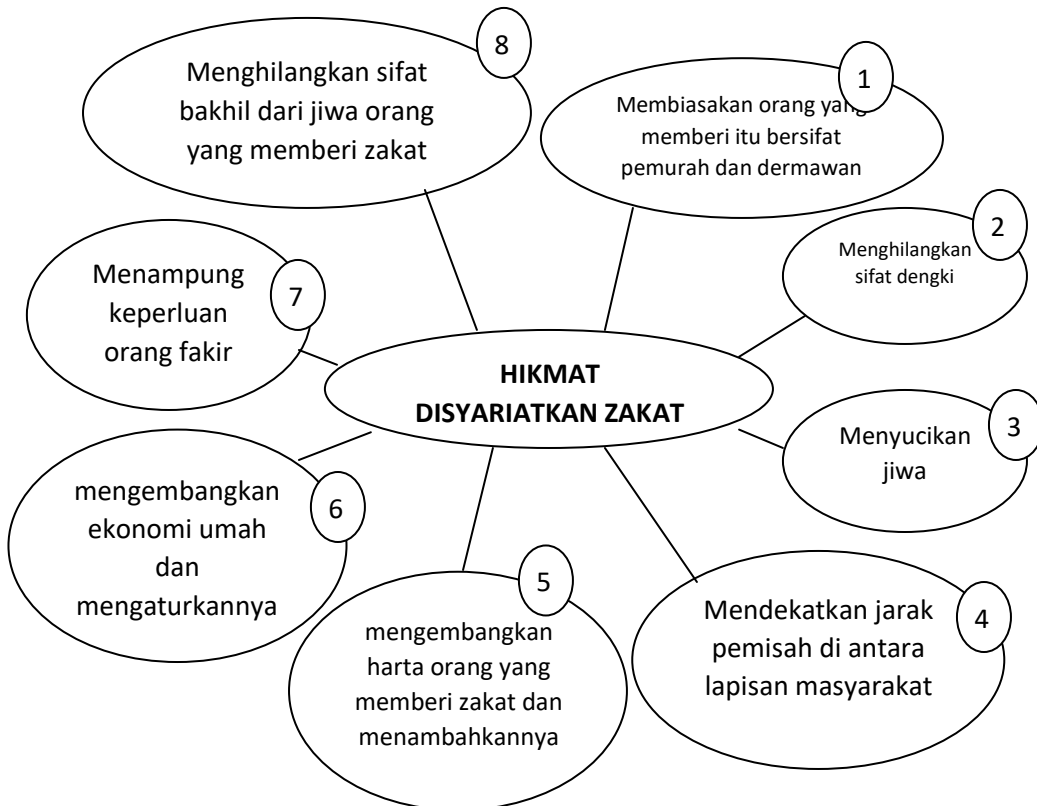 HIKMAT
DISYARIATKAN ZAKAT
1
Membiasakan orang yang
memberi itu bersifat
pemurah dan dermawan
2
Menghilangkan
sifat dengki
3
Menyucikan
jiwa
4
Mendekatkan jarak
pemisah di antara
lapisan masyarakat
5
mengembangkan
harta orang yang
memberi zakat dan
menambahkannya
6
mengembangkan
ekonomi umah
dan
mengaturkannya
7
Menampung
keperluan
orang fakir
8
Menghilangkan sifat
bakhil dari jiwa orang
yang memberi zakat